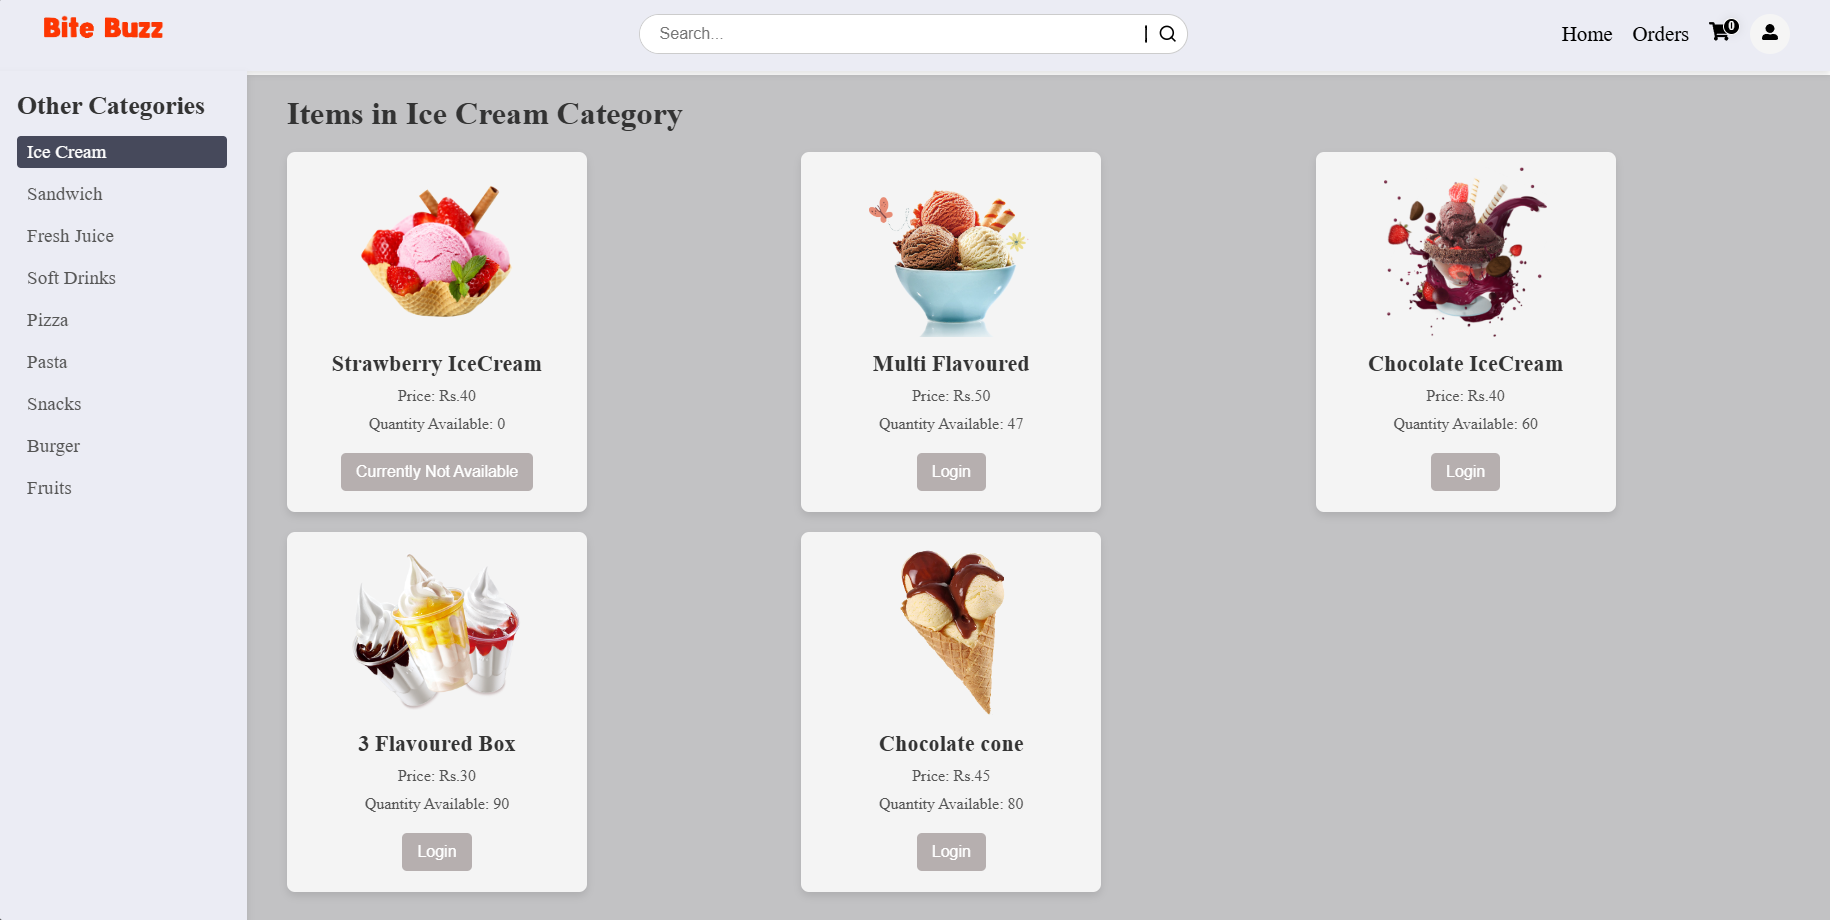 Bite Buzz
Search...
Home
Orders
0
Other Categories
Ice Cream
Sandwich
Fresh Juice
Soft Drinks
Pizza
Pasta
Snacks
Burger
Fruits
Items in Ice Cream Category
Strawberry IceCream
Price: Rs.40
Quantity Available: 0
Currently Not Available
Multi Flavoured
Price: Rs.50
Quantity Available: 47
Login
Chocolate IceCream
Price: Rs.40
Quantity Available: 60
Login
3 Flavoured Box
Price: Rs.30
Quantity Available: 90
Login
Chocolate cone
Price: Rs.45
Quantity Available: 80
Login